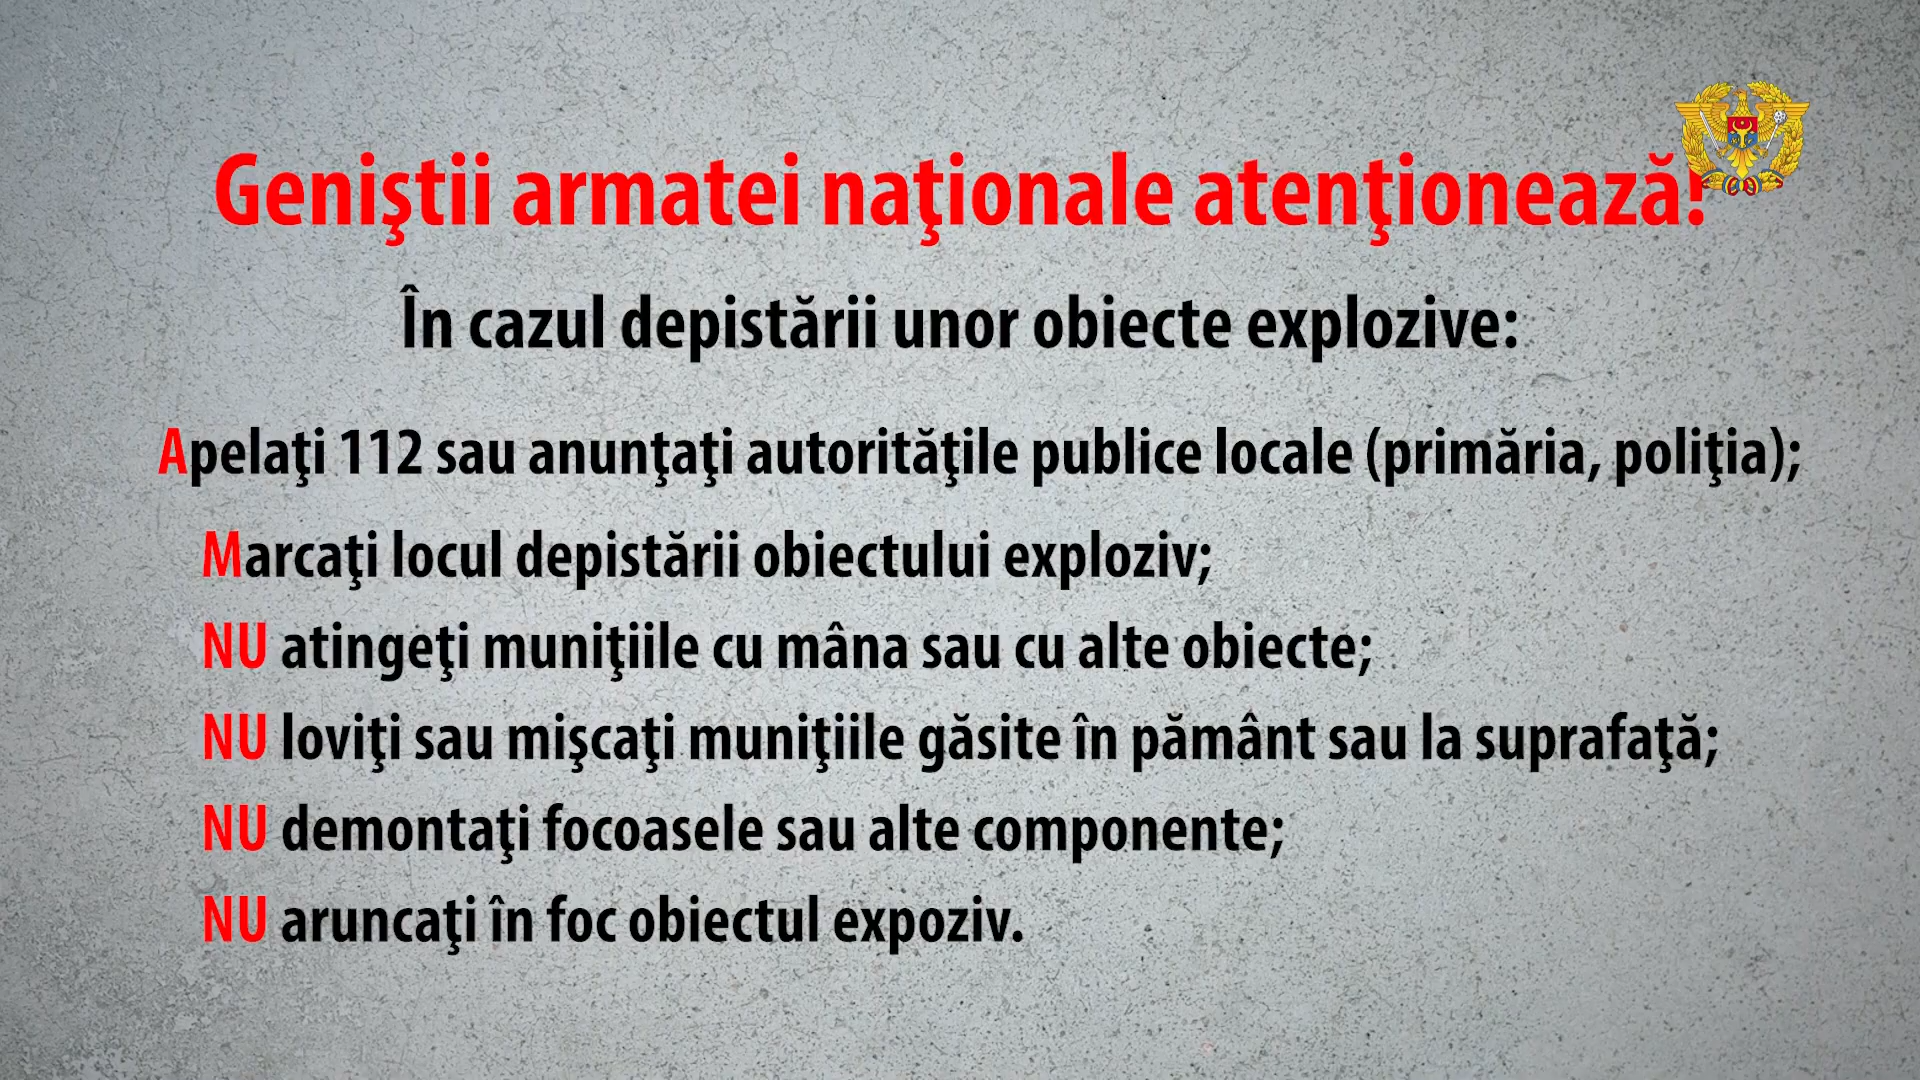 Geniştii armatei naţionale atenţionează!
În cazul depistării unor obiecte explozive:
Apelaţi 112 sau anunţaţi autorităţile publice locale (primăria, poliţia);
Marcaţi locul depistării obiectului exploziv;
NU atingeţi muniţiile cu mâna sau cu alte obiecte;
NU loviţi sau mişcaţi muniţiile găsite în pământ sau la suprafaţă;
NU demontaţi focoasele sau alte componente;
NU aruncaţi în foc obiectul expoziv.